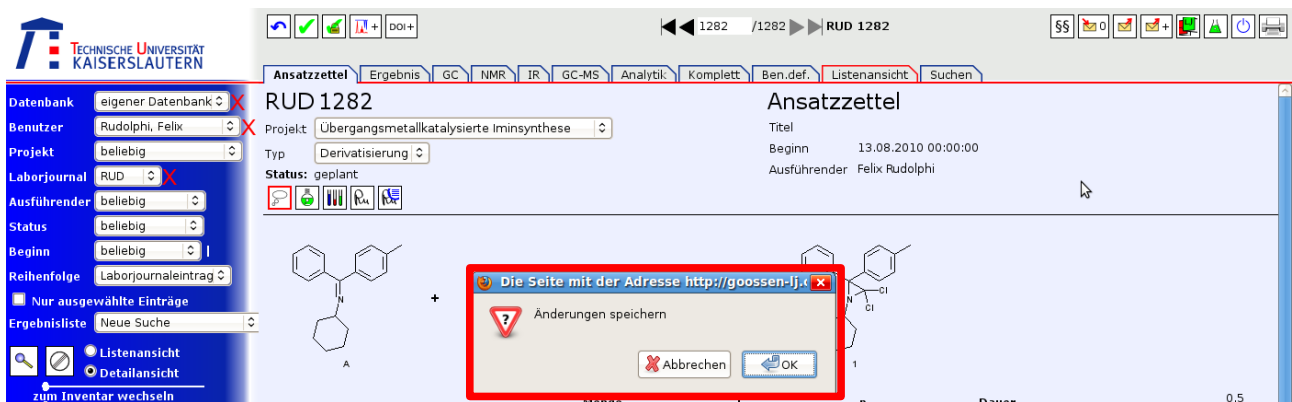 TECHNISCHE UNIVERSITÄT
KAISERSLAUTERN
DOI+
1282 /1282 RUD 1282
§§ 0 +
Ansatzzettel Ergebnis GC NMR IR GC-MS Analytik Komplett Ben.def. Listenansicht Suchen
Datenbank eigener Datenbank X
Benutzer Rudolphi, Felix X
Projekt beliebig
Laborjournal RUD X
Ausführender beliebig
Status beliebig
Beginn beliebig
Reihenfolge Laborjournaleintrag
Nur ausgewählte Einträge
Ergebnisliste Neue Suche
Listenansicht
Detailansicht
zum Inventar wechseln
RUD 1282
Projekt Übergangsmetallkatalysierte Iminsynthese
Typ Derivatisierung
Status: geplant
Ansatzzettel
Titel
Beginn 13.08.2010 00:00:00
Ausführender Felix Rudolphi
N
+
A
N
Cl
Cl
1
Die Seite mit der Adresse http://goossen-lj.
Änderungen speichern
Abbrechen
OK
Menge
Dauer
0.5